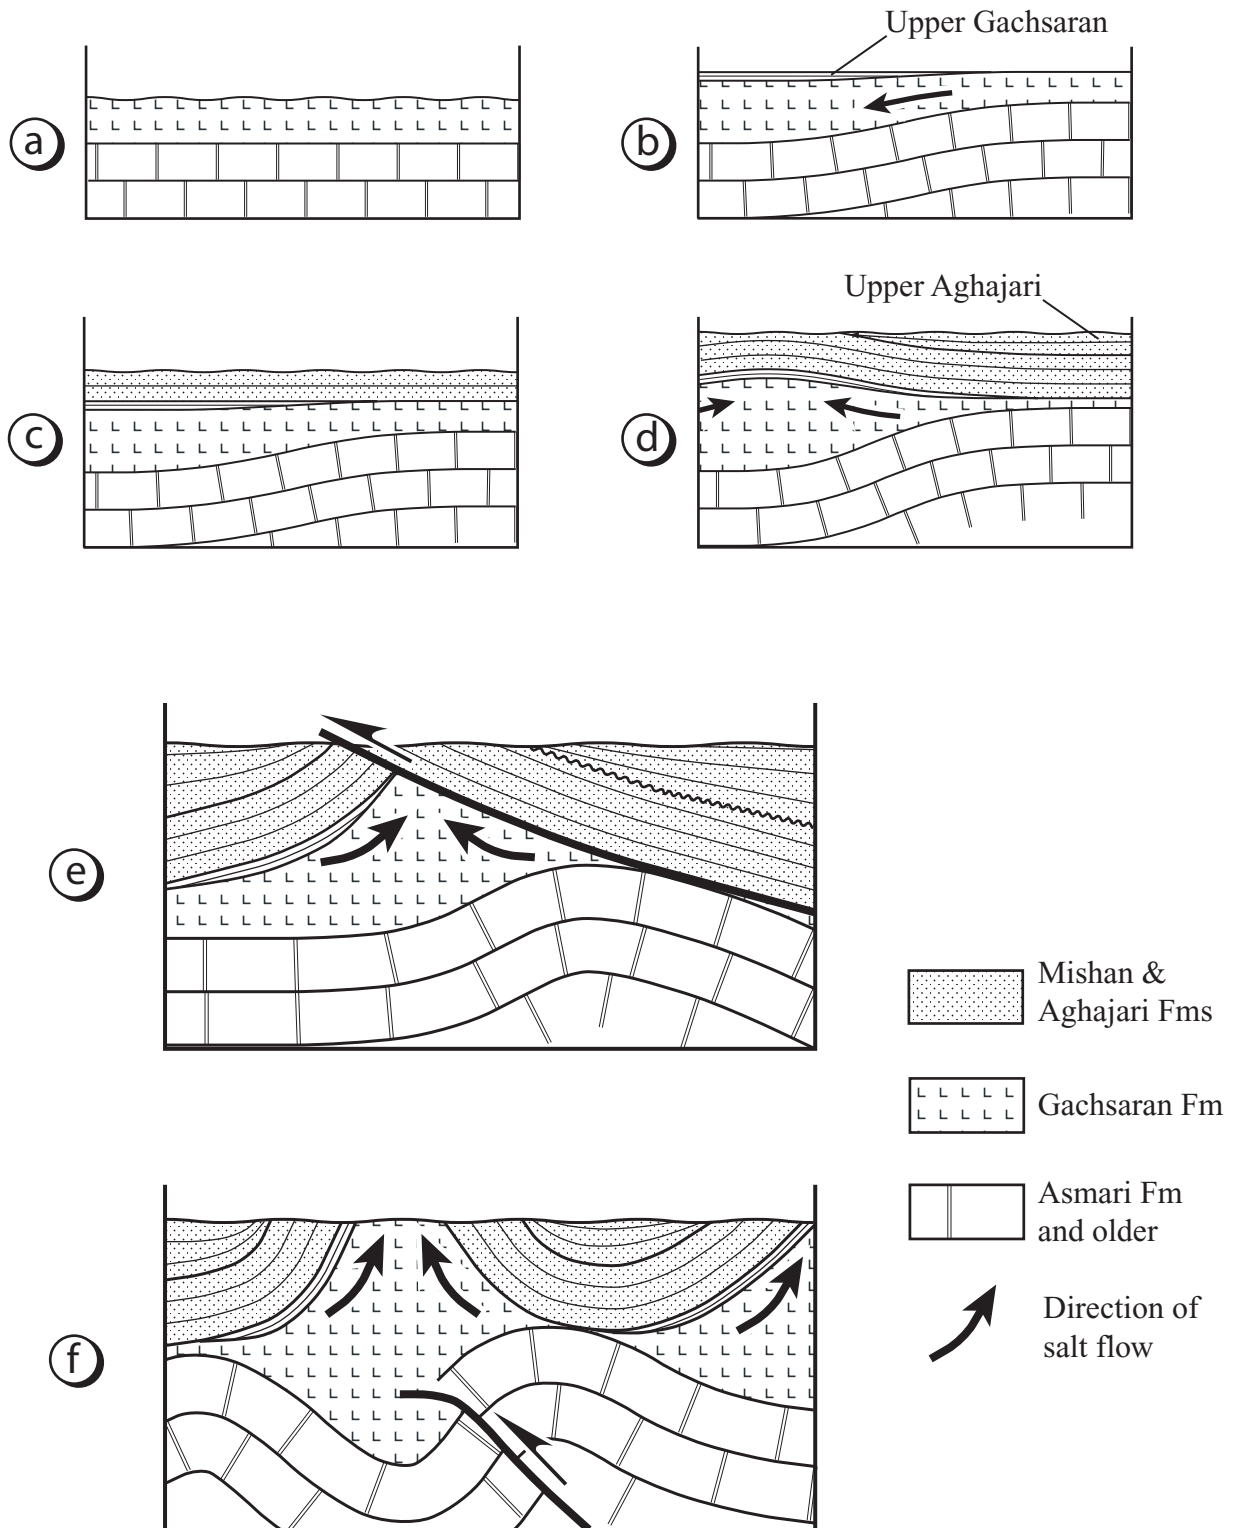 Upper Gachsaran
a
b
Upper Aghajari
c
d
e
Mishan &
Aghajari Fms
Gachsaran Fm
Asmari Fm
and older
Direction of
salt flow
f